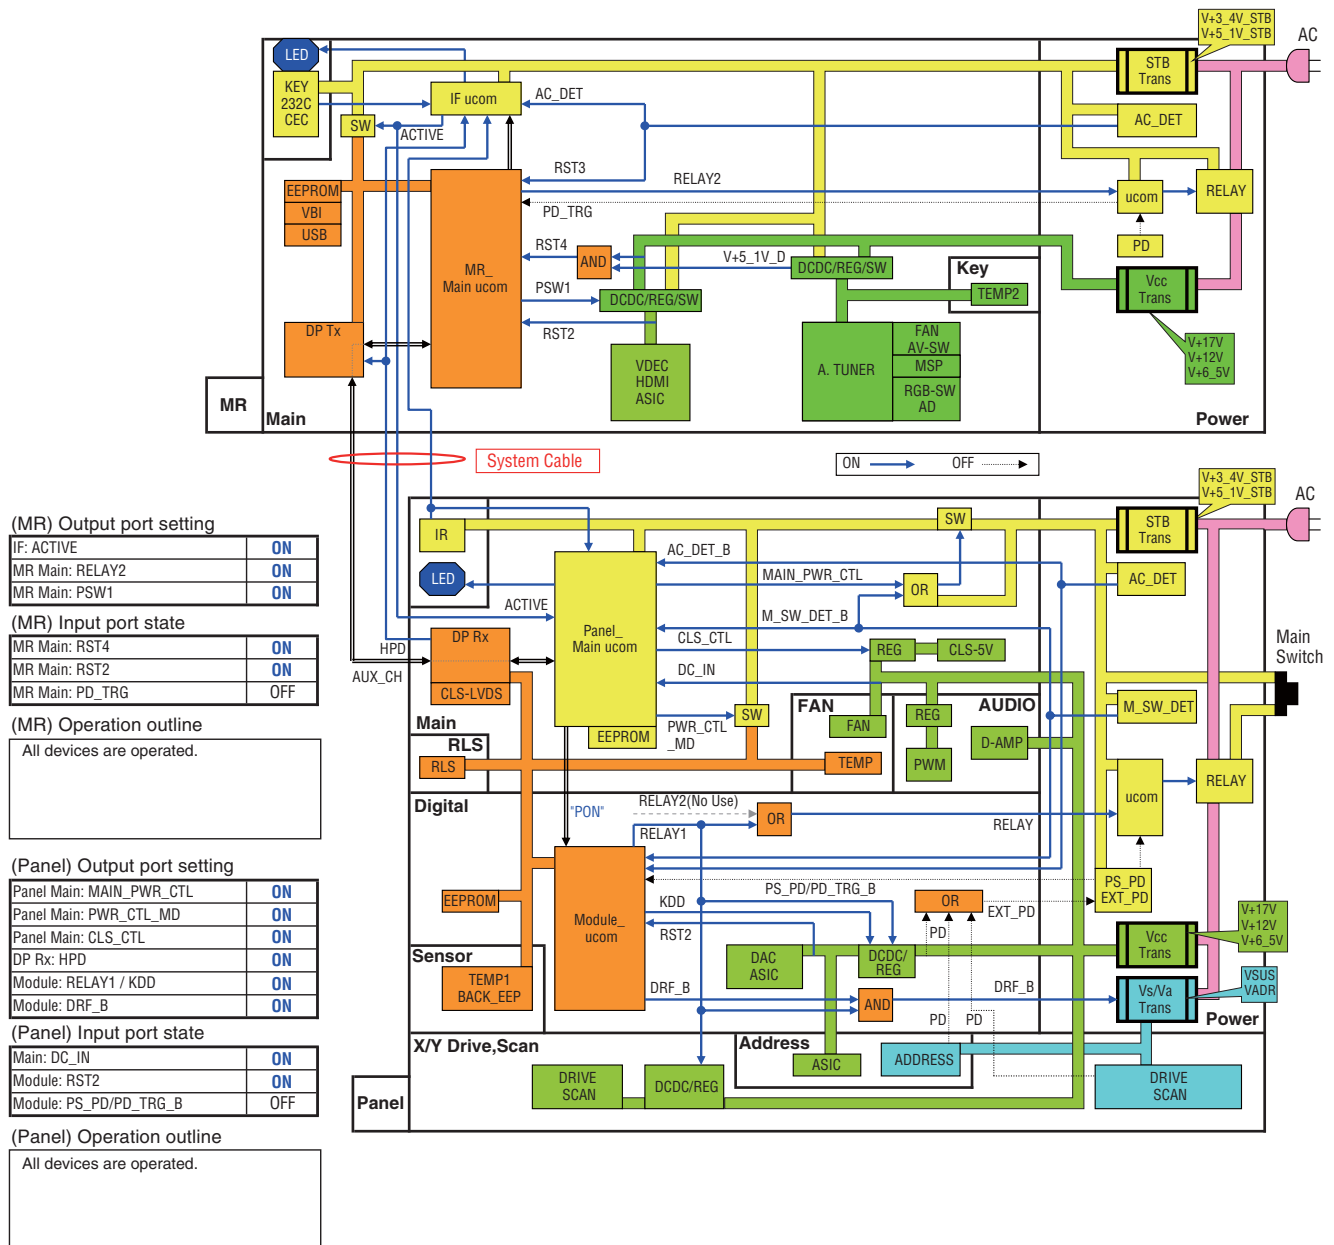 V+3_4V_STB
V+5_1V_STB
AC
LED
STB
Trans
KEY
232C
CEC
IF ucom
AC_DET
AC_DET
SW
ACTIVE
RST3
RELAY2
EEPROM
VBI
USB
PD_TRG
ucom
RELAY
PD
RST4
AND
V+5_1V_D
DCDC/REG/SW
Key
MR_
Main ucom
PSW1
DCDC/REG/SW
TEMP2
Vcc
Trans
RST2
DP Tx
FAN
AV-SW
MSP
RGB-SW
AD
A. TUNER
VDEC
HDMI
ASIC
V+17V
V+12V
V+6_5V
MR
Main
Power
System Cable
ON
OFF
V+3_4V_STB
V+5_1V_STB
AC
(MR) Output port setting
IF: ACTIVE ON
MR Main: RELAY2 ON
MR Main: PSW1 ON
(MR) Input port state
MR Main: RST4 ON
MR Main: RST2 ON
MR Main: PD_TRG OFF
(MR) Operation outline
All devices are operated.
(Panel) Output port setting
Panel Main: MAIN_PWR_CTL ON
Panel Main: PWR_CTL_MD ON
Panel Main: CLS_CTL ON
DP Rx: HPD ON
Module: RELAY1 / KDD ON
Module: DRF_B ON
(Panel) Input port state
Main: DC_IN ON
Module: RST2 ON
Module: PS_PD/PD_TRG_B OFF
(Panel) Operation outline
All devices are operated.
IR
SW
STB
Trans
AC_DET_B
LED
MAIN_PWR_CTL
OR
AC_DET
ACTIVE
M_SW_DET_B
Panel_
Main ucom
DP Rx
HPD
AUX_CH
CLS-LVDS
CLS_CTL
REG
CLS-5V
Main
Switch
DC_IN
FAN
AUDIO
M_SW_DET
Main
SW
PWR_CTL
_MD
FAN
REG
D-AMP
EEPROM
RLS
RLS
TEMP
PWM
ucom
RELAY
Digital
RELAY2(No Use)
"PON"
RELAY1
OR
RELAY
PS_PD
EXT_PD
PS_PD/PD_TRG_B
EEPROM
KDD
OR
EXT_PD
Module_
ucom
RST2
PD
V+17V
V+12V
V+6_5V
Vcc
Trans
Sensor
DAC
ASIC
DCDC/
REG
TEMP1
BACK_EEP
VSUS
VADR
DRF_B
AND
DRF_B
Vs/Va
Trans
PD
PD
Power
X/Y Drive,Scan
Address
ASIC
ADDRESS
DRIVE
SCAN
DCDC/REG
DRIVE
SCAN
Panel